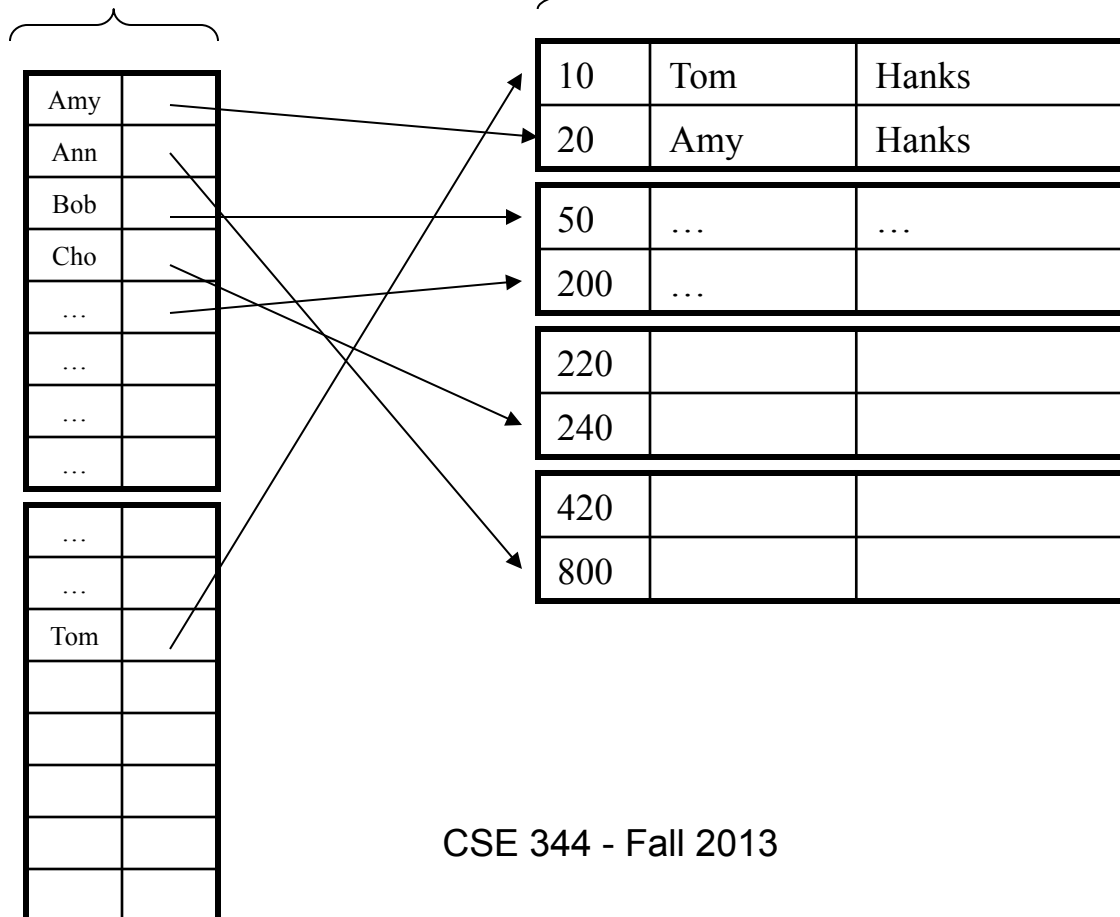 Amy
Ann
Bob
Cho
…
…
…
…
…
…
Tom
10 Tom Hanks
20 Amy Hanks
50 … …
200 …
220
240
420
800
CSE 344 - Fall 2013